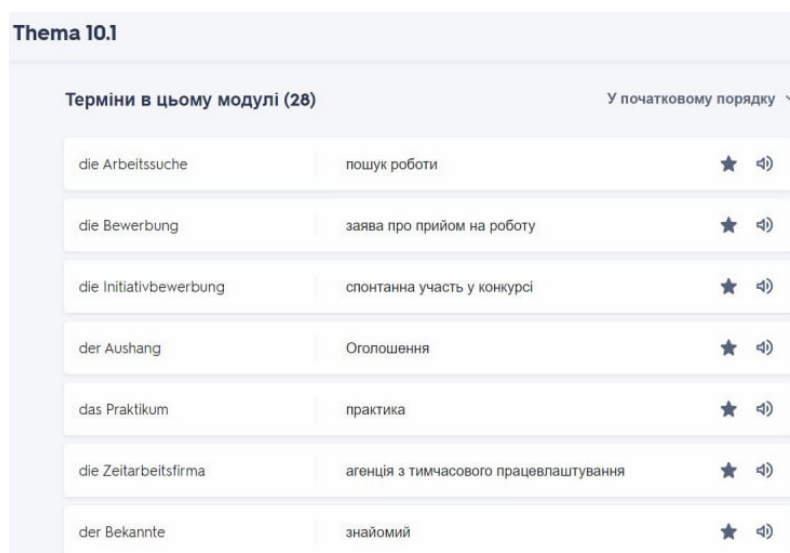 Thema 10.1
Терміни в цьому модулі (28)
У початковому порядку
die Arbeitssuche пошук роботи
die Bewerbung заява про прийом на роботу
die Initiativbewerbung спонтанна участь у конкурсі
der Aushang Оголошення
das Praktikum практика
die Zeitarbeitsfirma агенція з тимчасового працевлаштування
der Bekannte знайомий